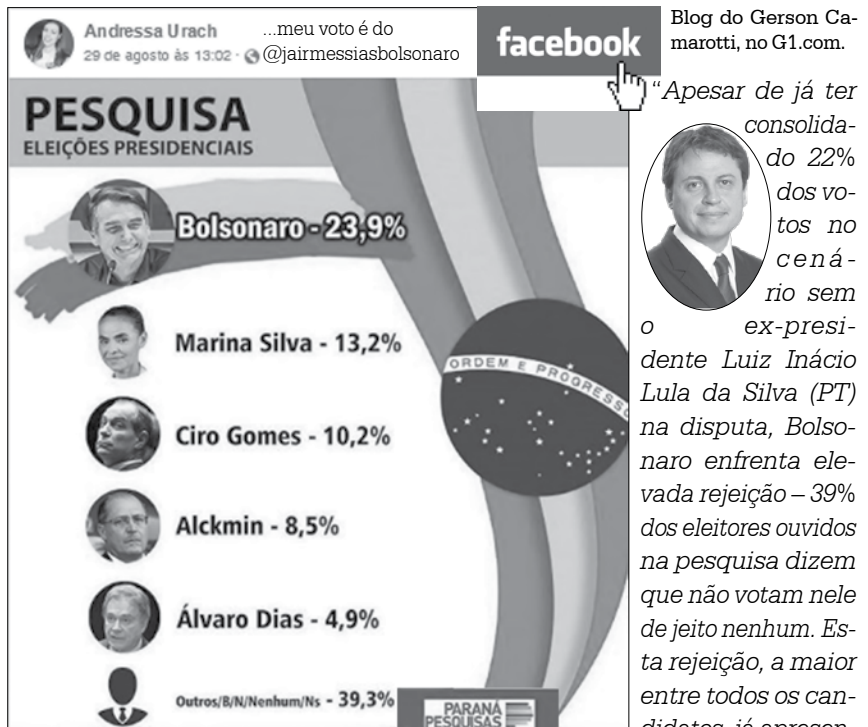 Andressa Urach
29 de agosto às 13:02 ·
...meu voto é do
@jairmessiasbolsonaro
facebook
PESQUISA
ELEIÇÕES PRESIDENCIAIS
Bolsonaro - 23,9%
Marina Silva - 13,2%
Ciro Gomes - 10,2%
Alckmin - 8,5%
Álvaro Dias - 4,9%
Outros/B/N/Nenhum/Ns - 39,3%
ORDEM E PROGRESSO
PARANÁ
PESQUISAS
Blog do Gerson Ca-
marotti, no G1.com.
“Apesar de já ter
consolida-
do 22%
dos vo-
tos no
cená-
rio sem
o ex-presi-
dente Luiz Inácio
Lula da Silva (PT)
na disputa, Bolso-
naro enfrenta ele-
vada rejeição – 39%
dos eleitores ouvidos
na pesquisa dizem
que não votam nele
de jeito nenhum. Es-
ta rejeição, a maior
entre todos os can-
didatos, já apresen-